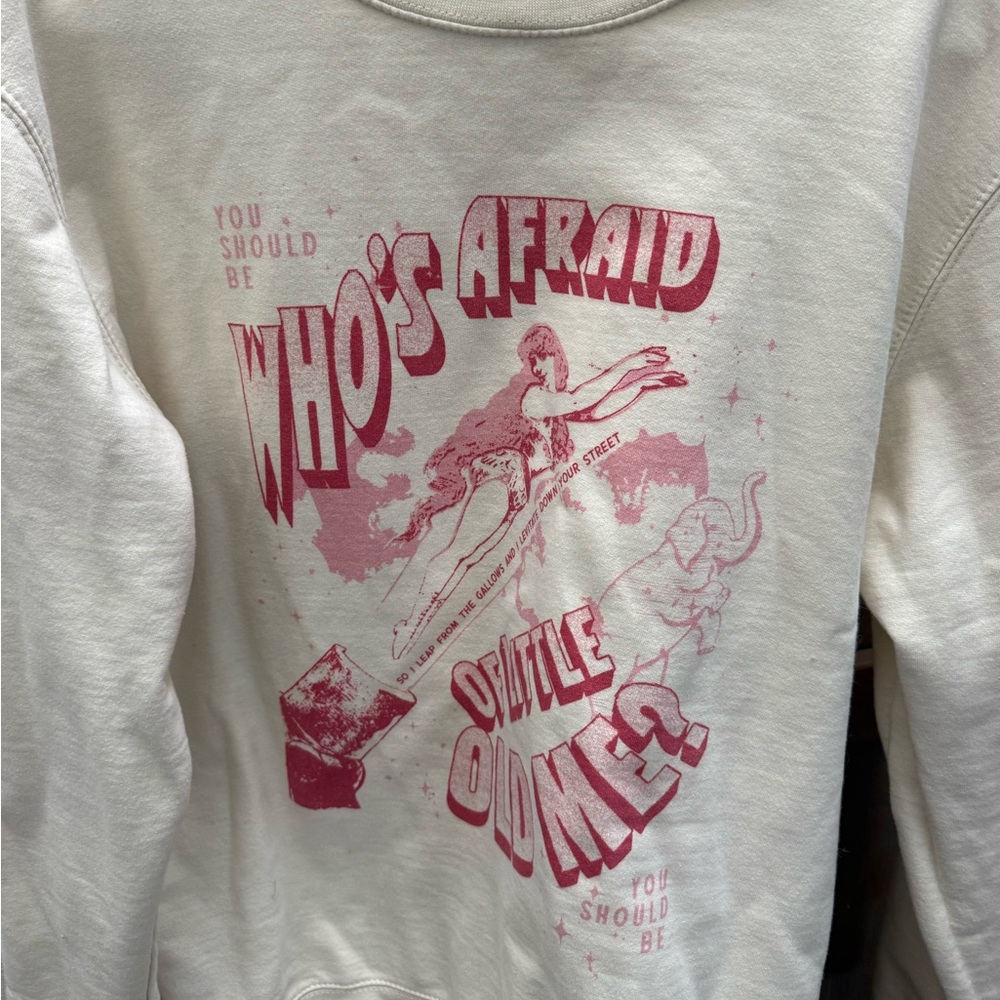 YOU
SHOULD
BE
WHO'S AFRAID
SO I LEAP FROM THE GALLOWS AND I LEVITATE DOWN YOUR STREET
OF LITTLE
OLD ME?
YOU
SHOULD
BE